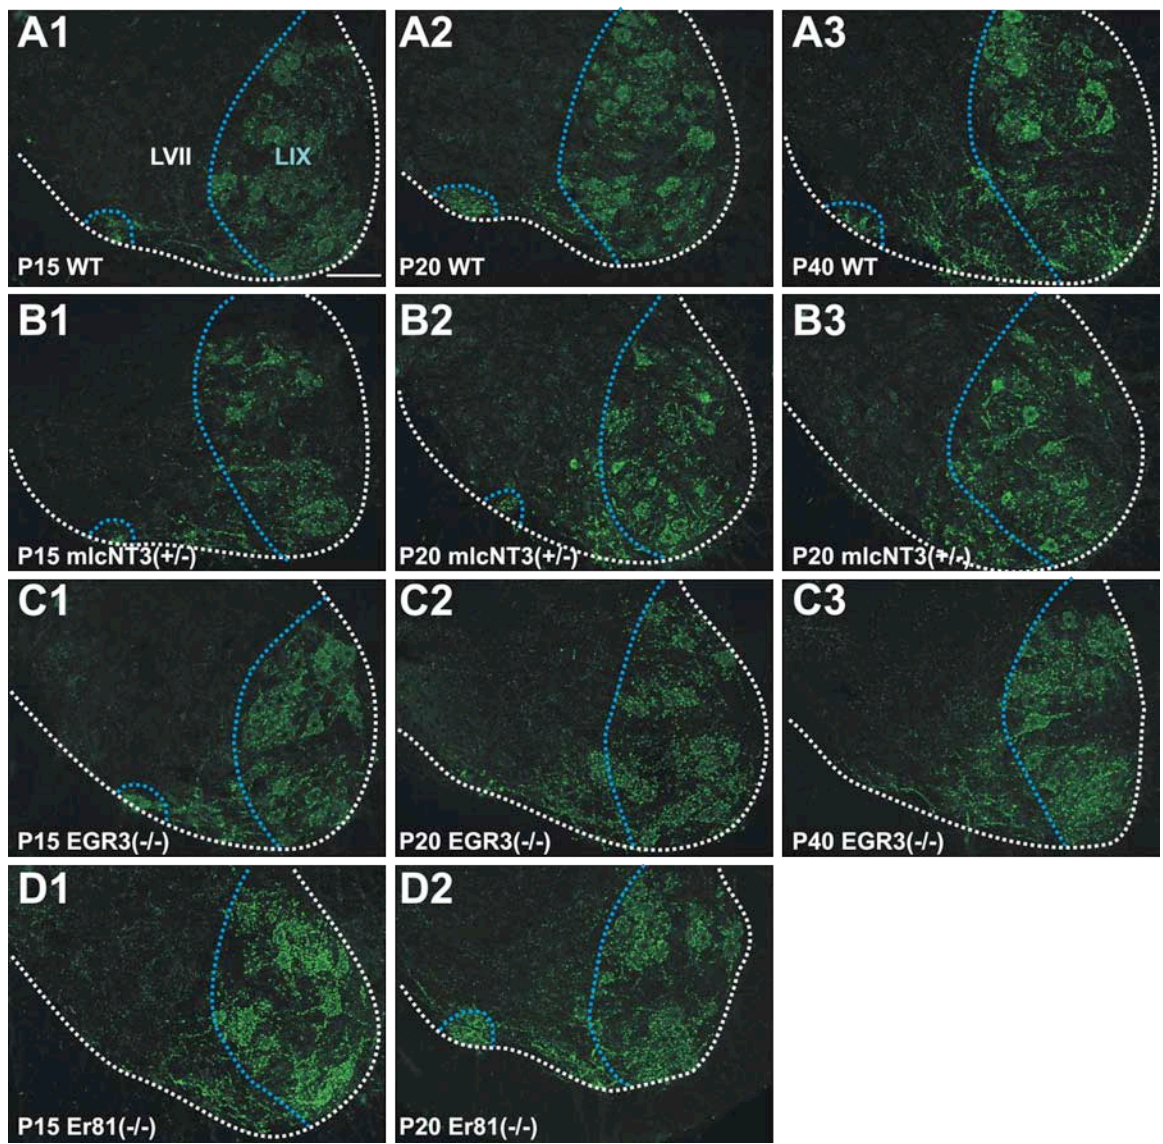 A1
A2
A3
LVII
LIX
P15 WT
P20 WT
P40 WT
B1
B2
B3
P15 mlcNT3(+/-)
P20 mlcNT3(+/-)
P20 mlcNT3(+/-)
C1
C2
C3
P15 EGR3(-/-)
P20 EGR3(-/-)
P40 EGR3(-/-)
D1
D2
P15 Er81(-/-)
P20 Er81(-/-)